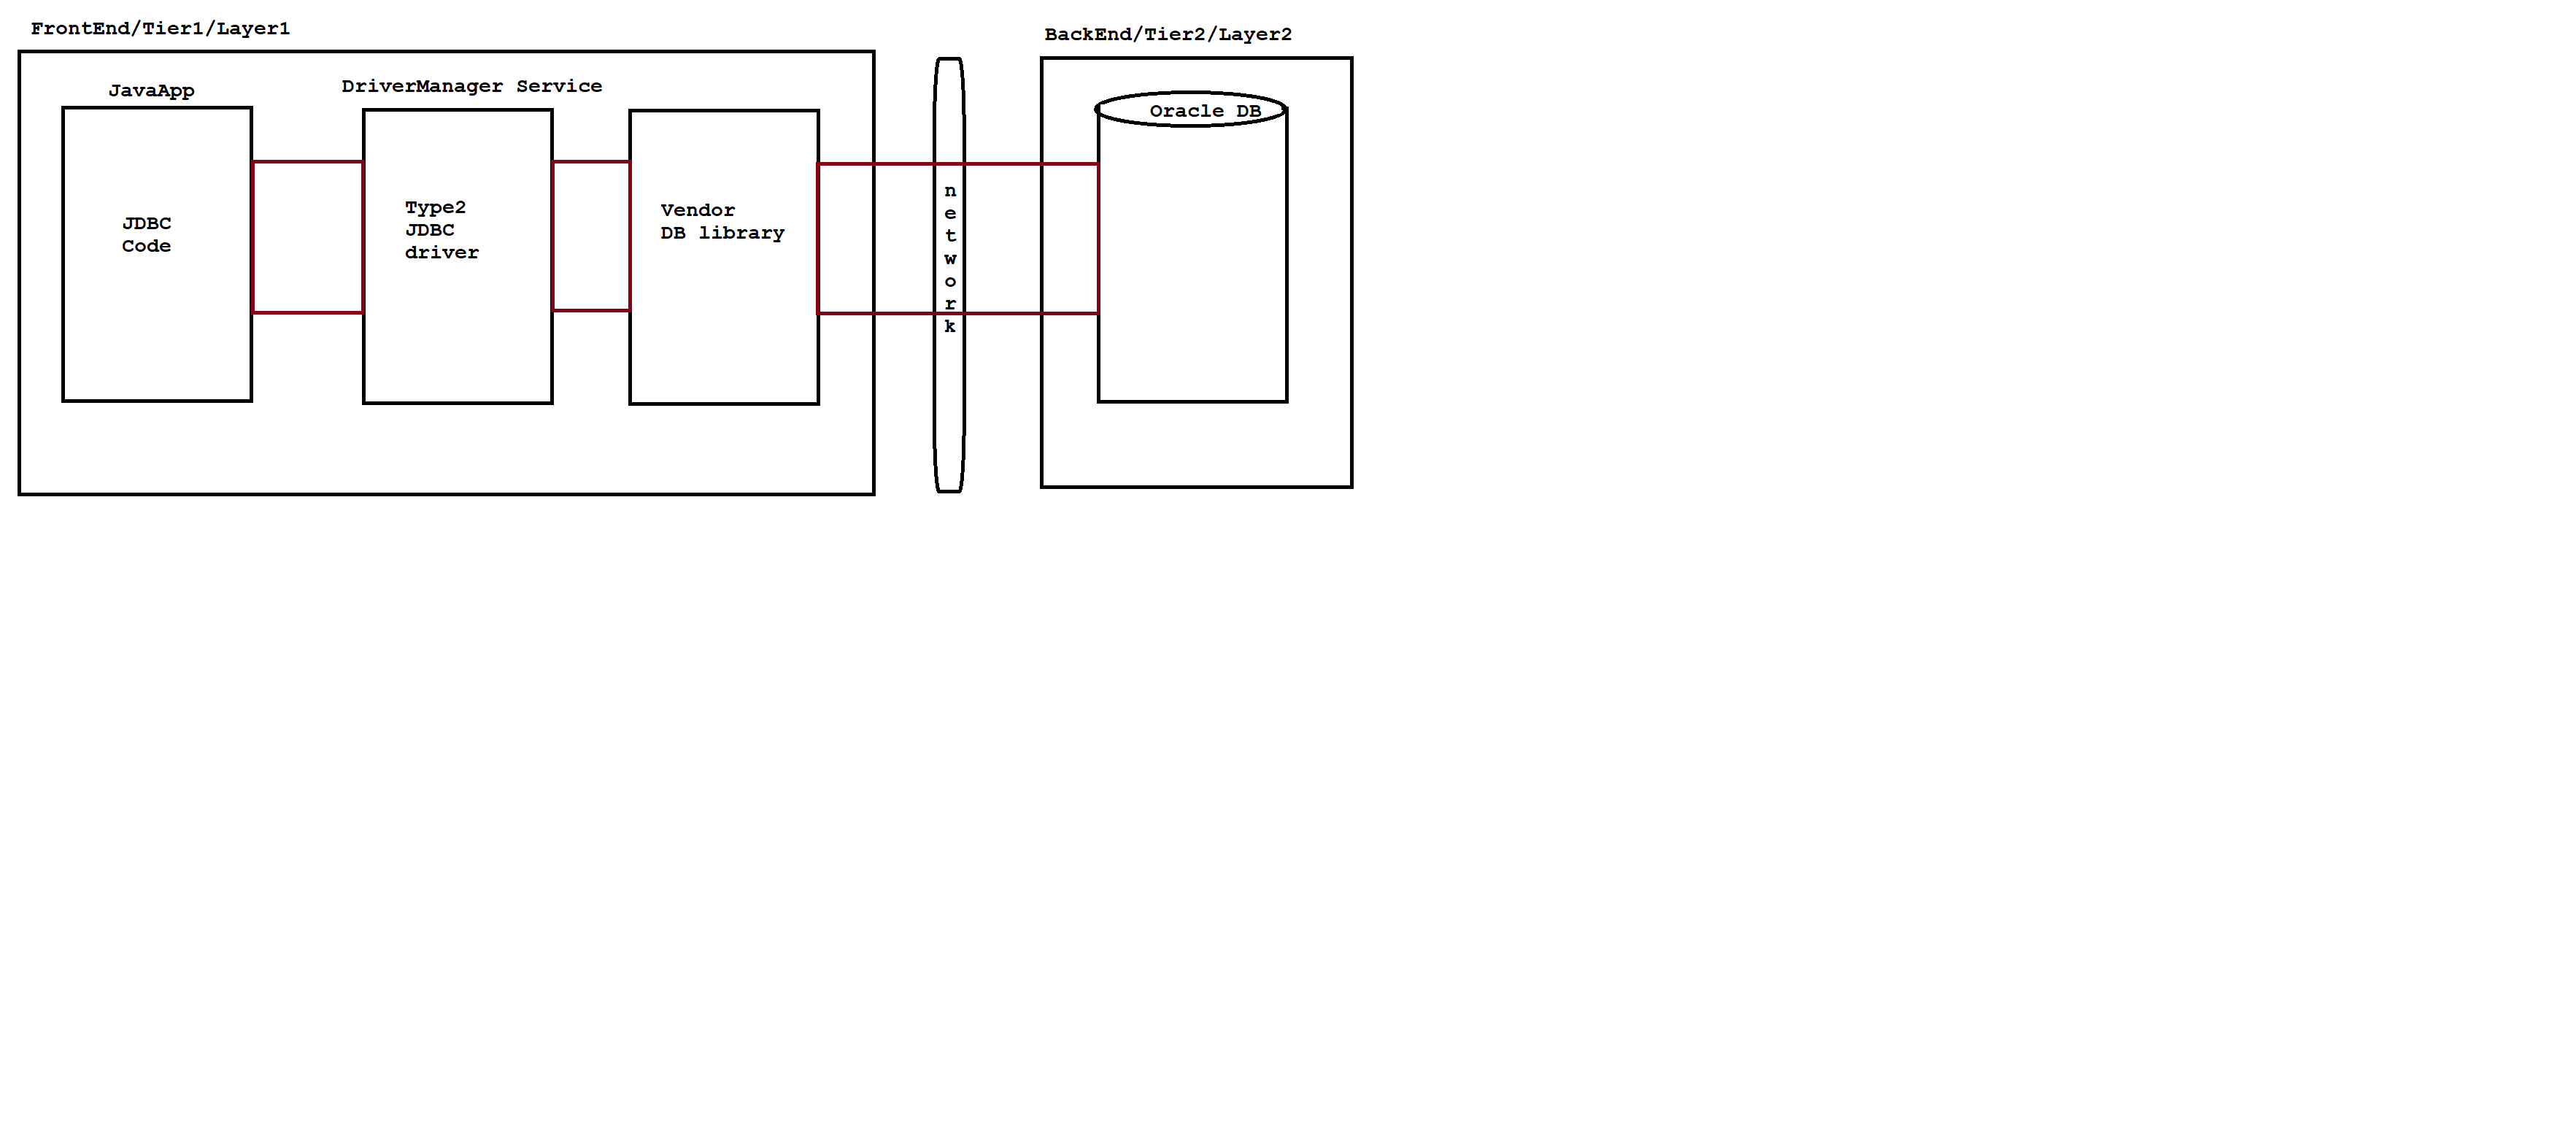 FrontEnd/Tier1/Layer1
BackEnd/Tier2/Layer2
JavaApp
DriverManager Service
Oracle DB
JDBC
Code
Type2
JDBC
driver
Vendor
DB library
network